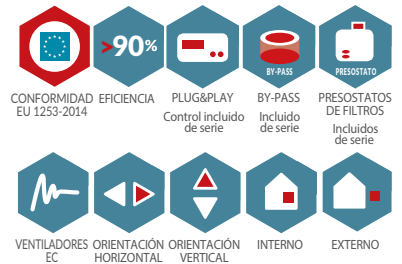 >90%
BY-PASS
PRESOSTATO
CONFORMIDAD
EU 1253-2014
EFICIENCIA
PLUG&PLAY
Control incluido
de serie
BY-PASS
Incluido
de serie
PRESOSTATOS
DE FILTROS
Incluidos
de serie
VENTILADORES
EC
ORIENTACIÓN
HORIZONTAL
ORIENTACIÓN
VERTICAL
INTERNO
EXTERNO